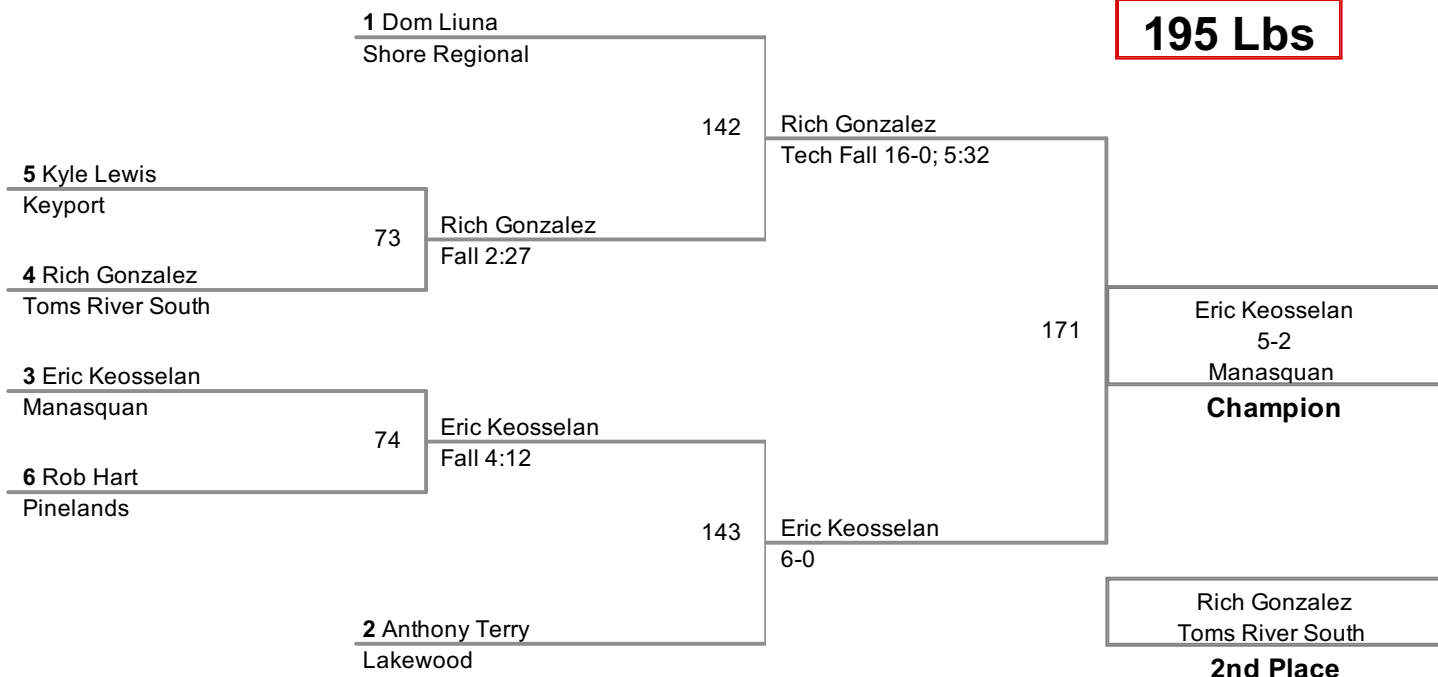 1 Dom Liuna
Shore Regional
195 Lbs
142
Rich Gonzalez
Tech Fall 16-0; 5:32
5 Kyle Lewis
Keyport
73
Rich Gonzalez
Fall 2:27
4 Rich Gonzalez
Toms River South
171
Eric Keosselan
5-2
Manasquan
Champion
3 Eric Keosselan
Manasquan
74
Eric Keosselan
Fall 4:12
6 Rob Hart
Pinelands
143
Eric Keosselan
6-0
2 Anthony Terry
Lakewood
Rich Gonzalez
Toms River South
2nd Place